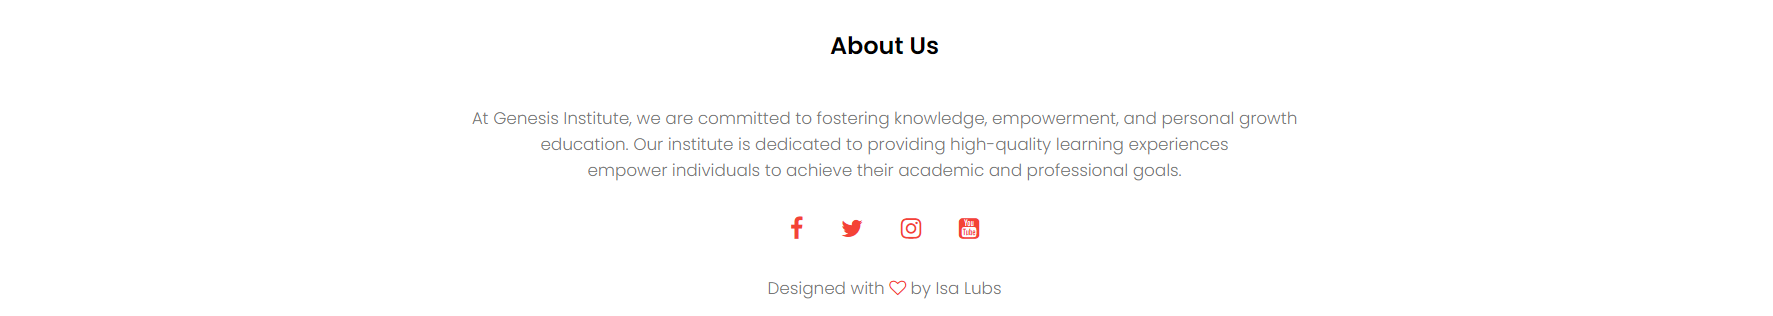 About Us
At Genesis Institute, we are committed to fostering knowledge, empowerment, and personal growth
education. Our institute is dedicated to providing high-quality learning experiences
empower individuals to achieve their academic and professional goals.
You Tube
Designed with ♡ by Isa Lubs